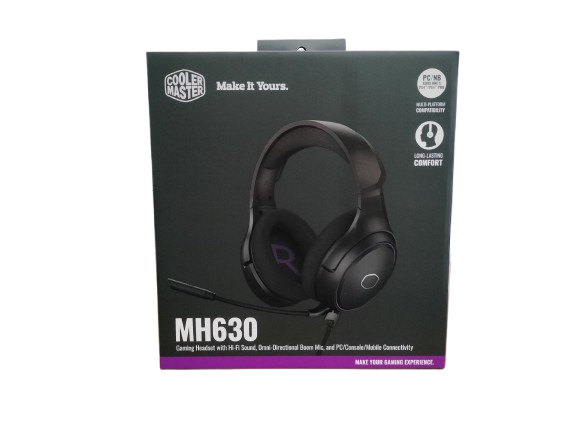 COOLER
MASTER
Make It Yours.
PC/NB
MULTI-PLATFORM
COMPATIBILITY
LONG-LASTING
COMFORT
R
MH630
Gaming Headset with Hi-Fi Sound, Omni-Directional Boom Mic, and PC/Console/Mobile Connectivity
MAKE YOUR GAMING EXPERIENCE.